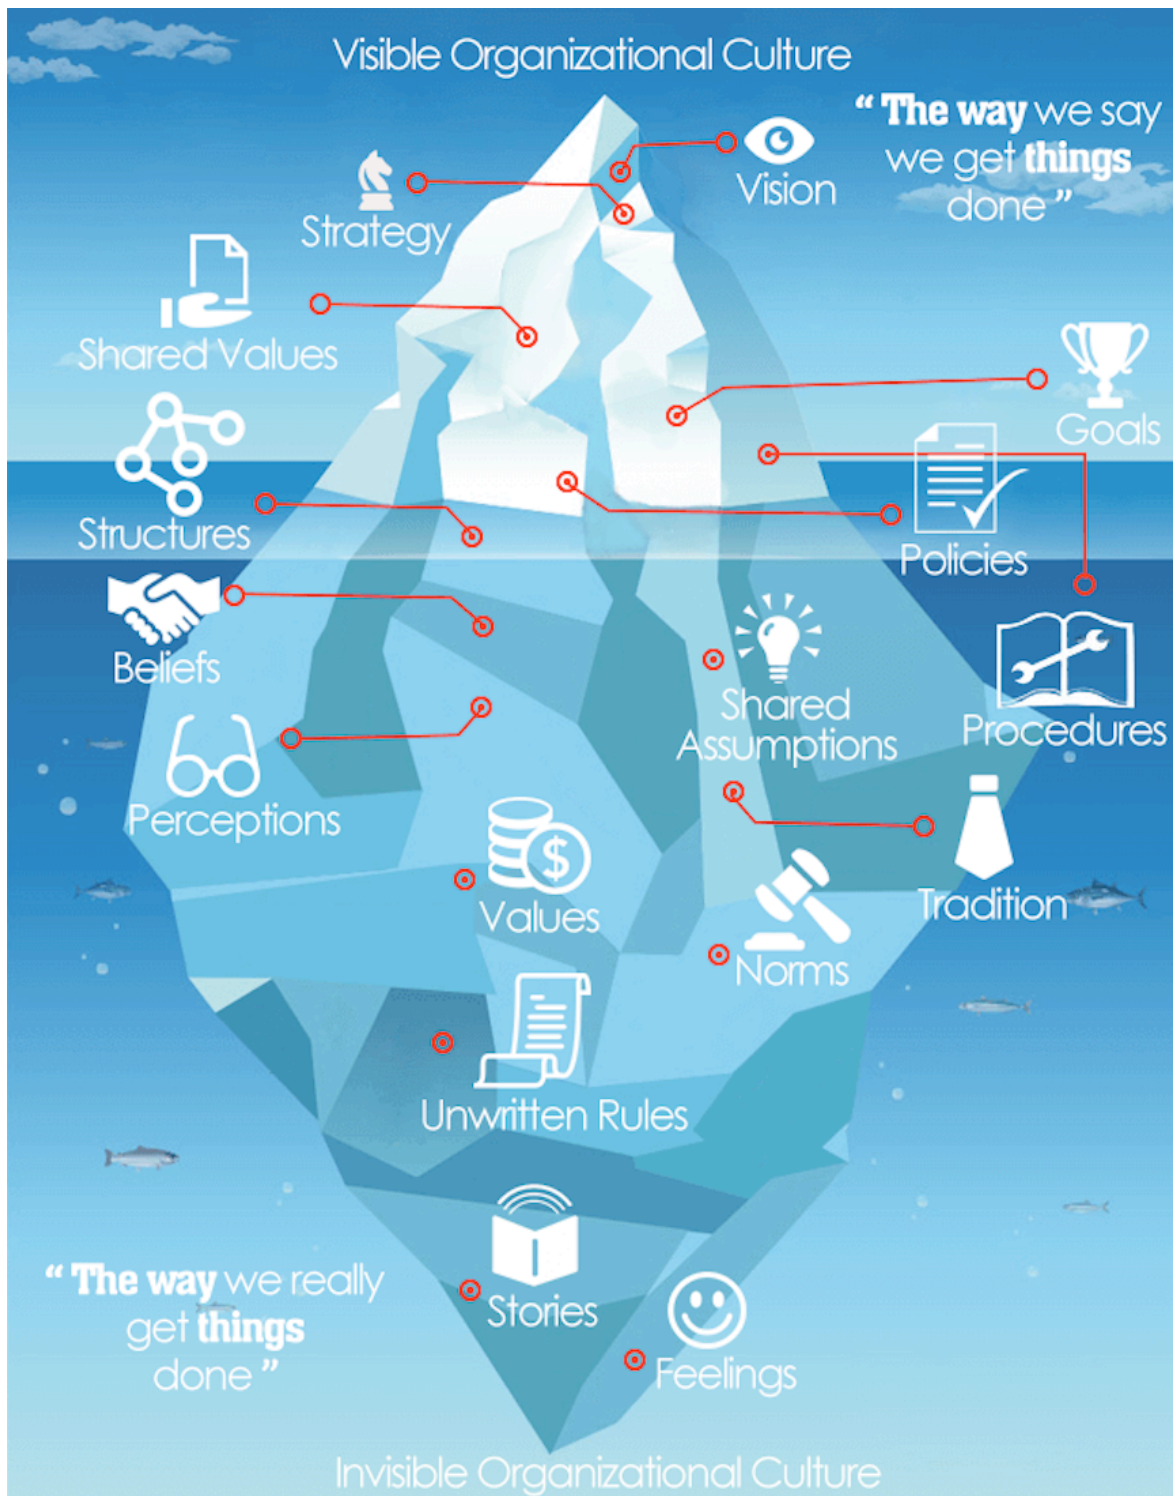 Visible Organizational Culture
“ The way we say
we get things
done ”
Vision
Strategy
Shared Values
Goals
Structures
Policies
Beliefs
Shared
Assumptions
Procedures
Perceptions
Tradition
$
Values
Norms
Unwritten Rules
“ The way we really
get things
done ”
Stories
Feelings
Invisible Organizational Culture